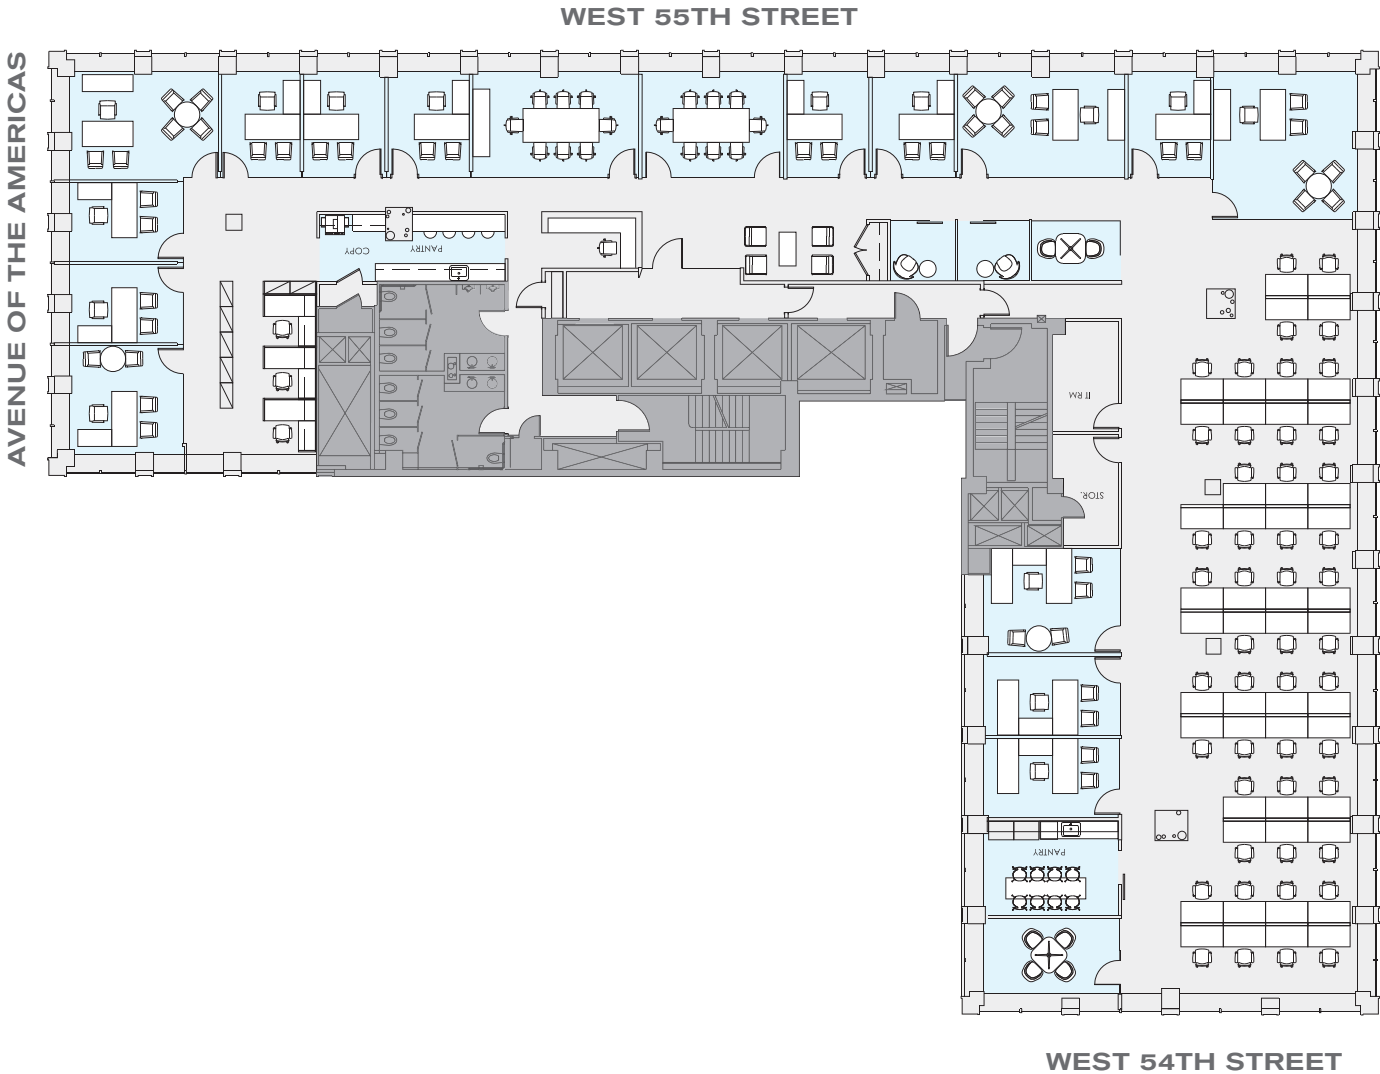 WEST 55TH STREET
AVENUE OF THE AMERICAS
COPY
PANTRY
IT RM
STOR.
PANTRY
WEST 54TH STREET